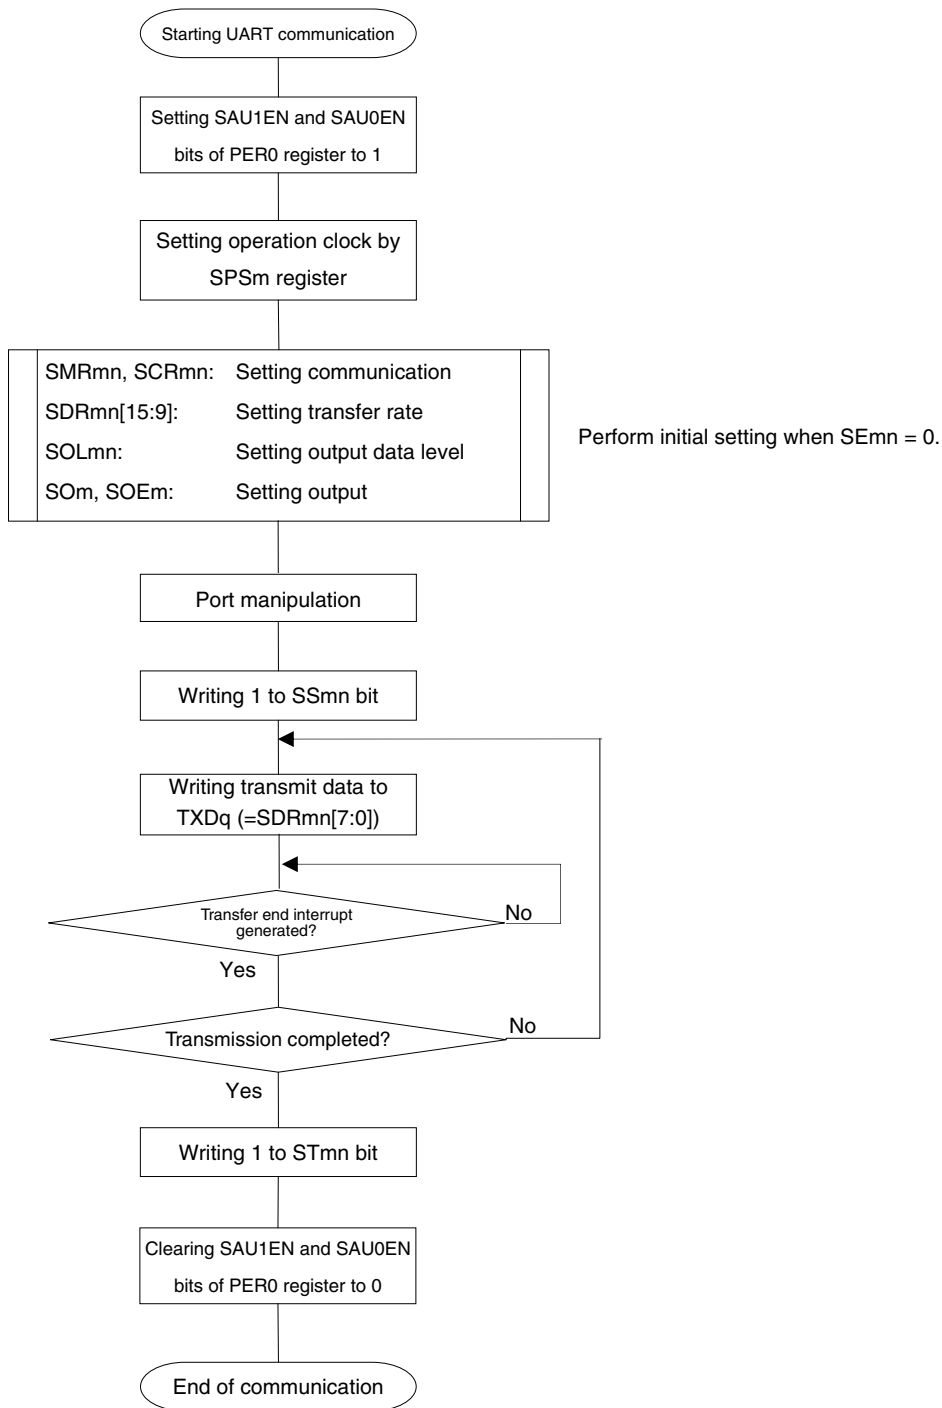 Starting UART communication
Setting SAU1EN and SAU0EN
bits of PER0 register to 1
Setting operation clock by
SPSm register
SMRmn, SCRmn: Setting communication
SDRmn[15:9]: Setting transfer rate
SOLmn: Setting output data level
SOm, SOEm: Setting output
Perform initial setting when SEmn = 0.
Port manipulation
Writing 1 to SSmn bit
Writing transmit data to
TXDq (=SDRmn[7:0])
Transfer end interrupt
generated?
No
Yes
Transmission completed?
No
Yes
Writing 1 to STmn bit
Clearing SAU1EN and SAU0EN
bits of PER0 register to 0
End of communication